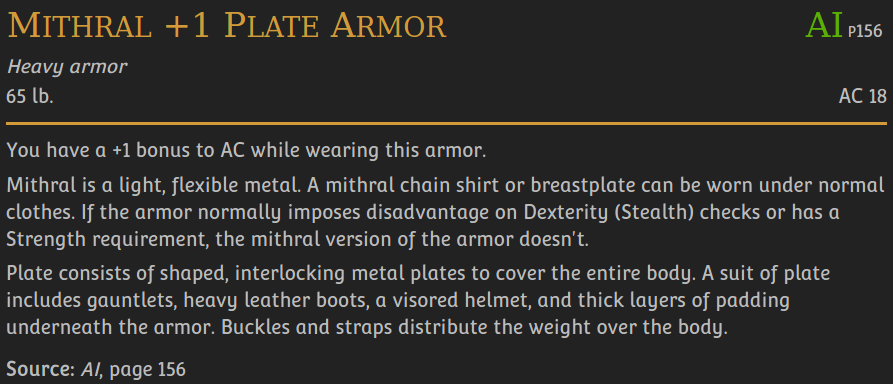 Mithral +1 Plate Armor AI P156
Heavy armor
65 lb. AC 18
You have a +1 bonus to AC while wearing this armor.
Mithral is a light, flexible metal. A mithral chain shirt or breastplate can be worn under normal
clothes. If the armor normally imposes disadvantage on Dexterity (Stealth) checks or has a
Strength requirement, the mithral version of the armor doesn't.
Plate consists of shaped, interlocking metal plates to cover the entire body. A suit of plate
includes gauntlets, heavy leather boots, a visored helmet, and thick layers of padding
underneath the armor. Buckles and straps distribute the weight over the body.
Source: AI, page 156